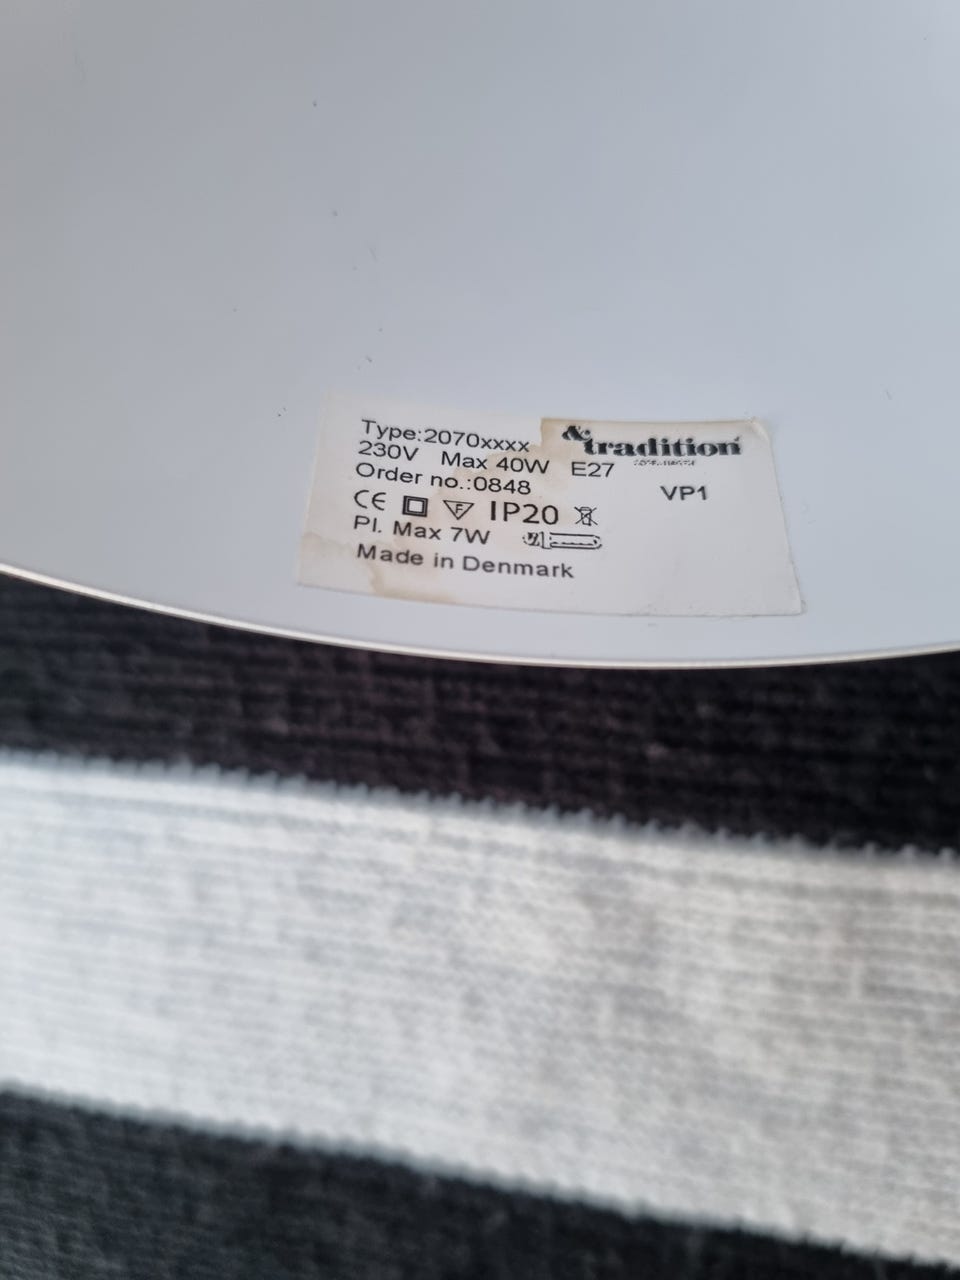 Type:2070xxxx
&tradition
230V Max 40W E27
Order no.:0848
VP1
CE F IP20
Pl. Max 7W
Made in Denmark